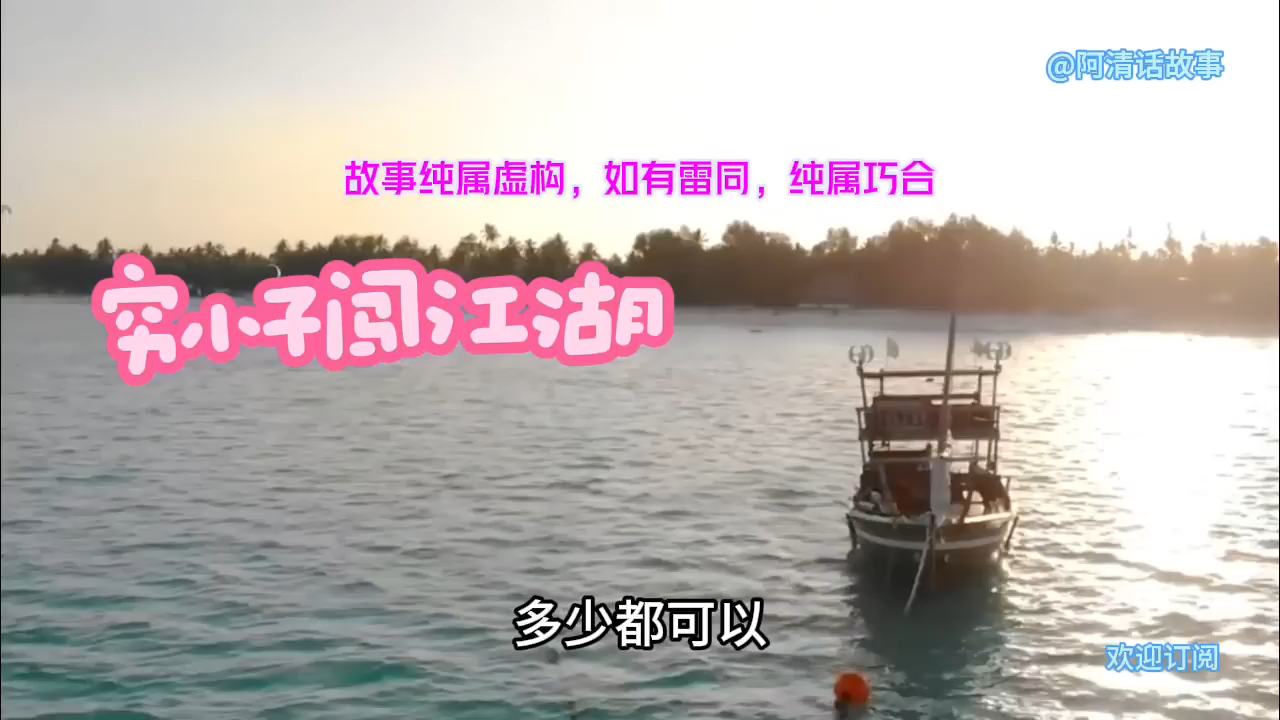 @阿清话故事
故事纯属虚构，如有雷同，纯属巧合
穷小子闯江湖
多少都可以
欢迎订阅